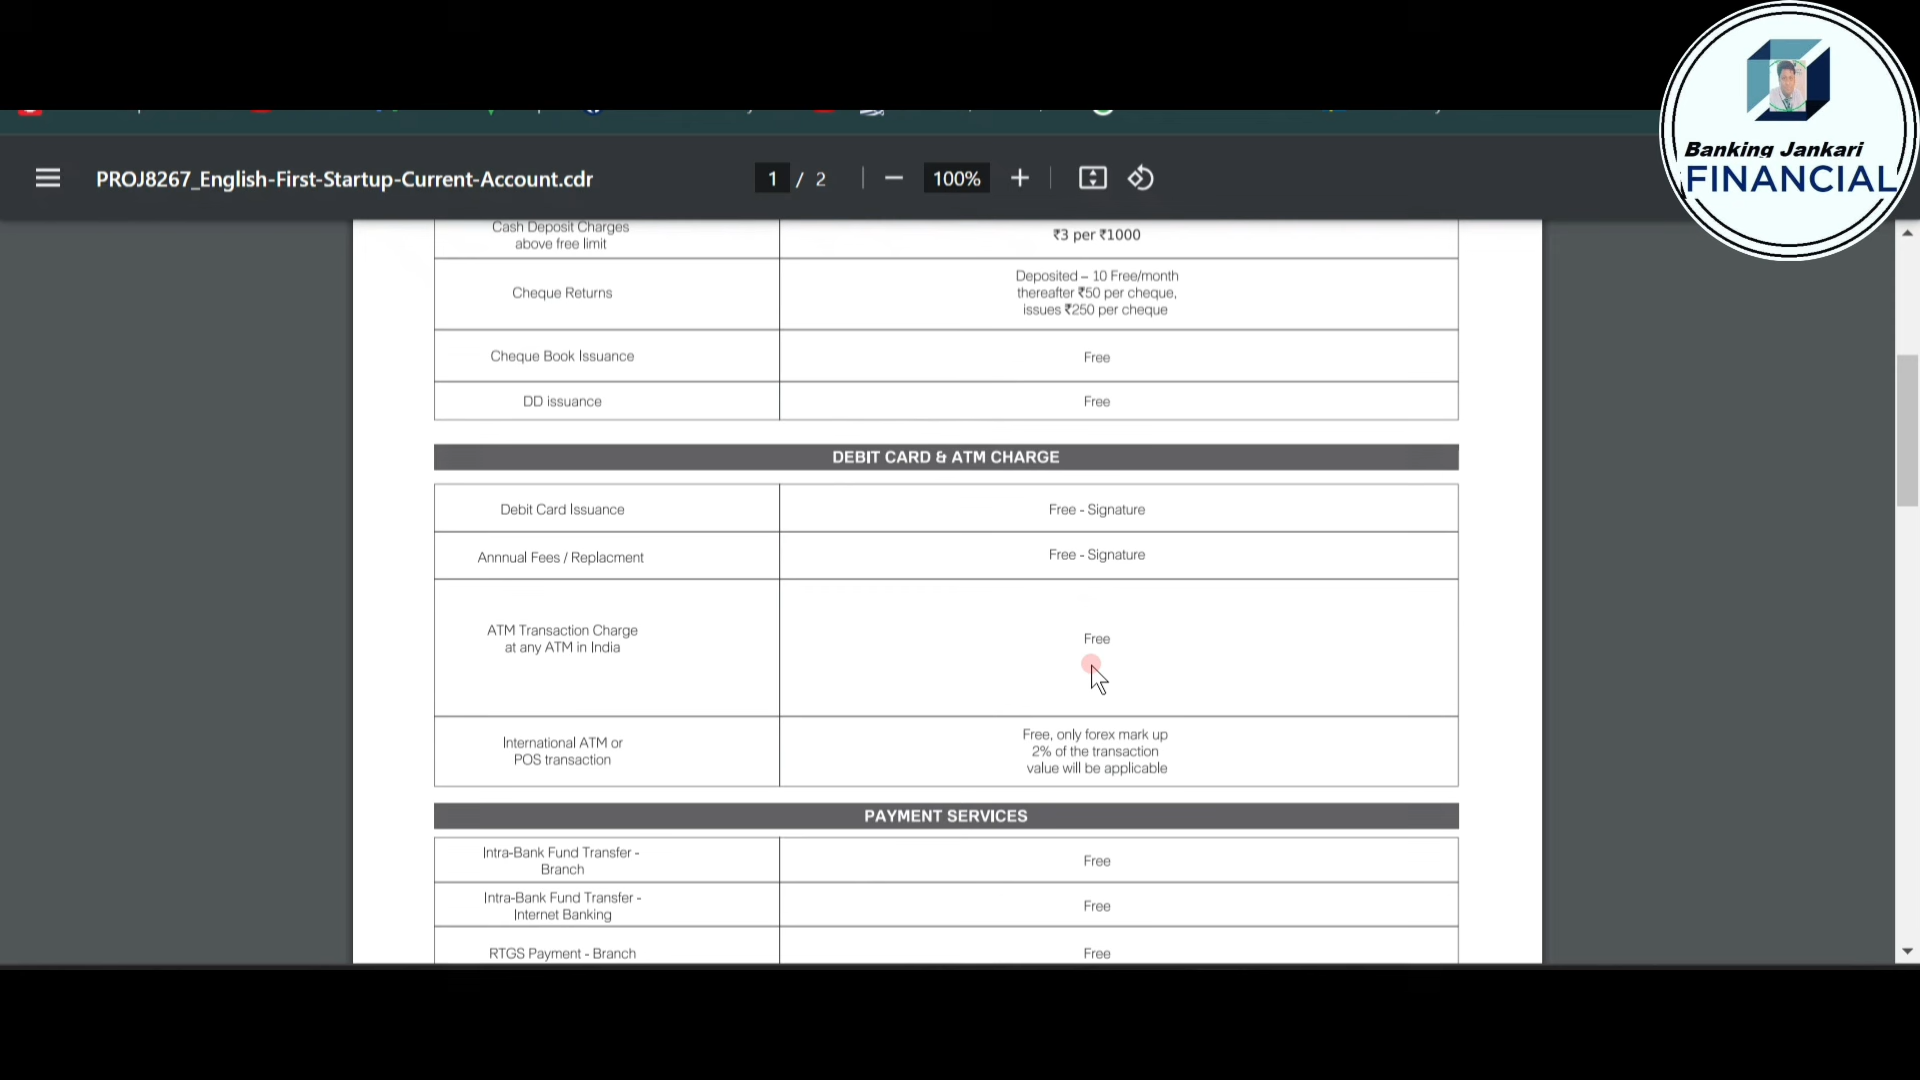 Banking Jankari
FINANCIAL
PROJ8267_English-First-Startup-Current-Account.cdr
1 / 2
100%
Cash Deposit Charges
above free limit
₹3 per ₹1000
Cheque Returns
Deposited – 10 Free/month
thereafter ₹50 per cheque,
issues ₹250 per cheque
Cheque Book Issuance
Free
DD issuance
Free
DEBIT CARD & ATM CHARGE
Debit Card Issuance
Free - Signature
Annnual Fees / Replacment
Free - Signature
ATM Transaction Charge
at any ATM in India
Free
International ATM or
POS transaction
Free, only forex mark up
2% of the transaction
value will be applicable
PAYMENT SERVICES
Intra-Bank Fund Transfer -
Branch
Free
Intra-Bank Fund Transfer -
Internet Banking
Free
RTGS Payment - Branch
Free